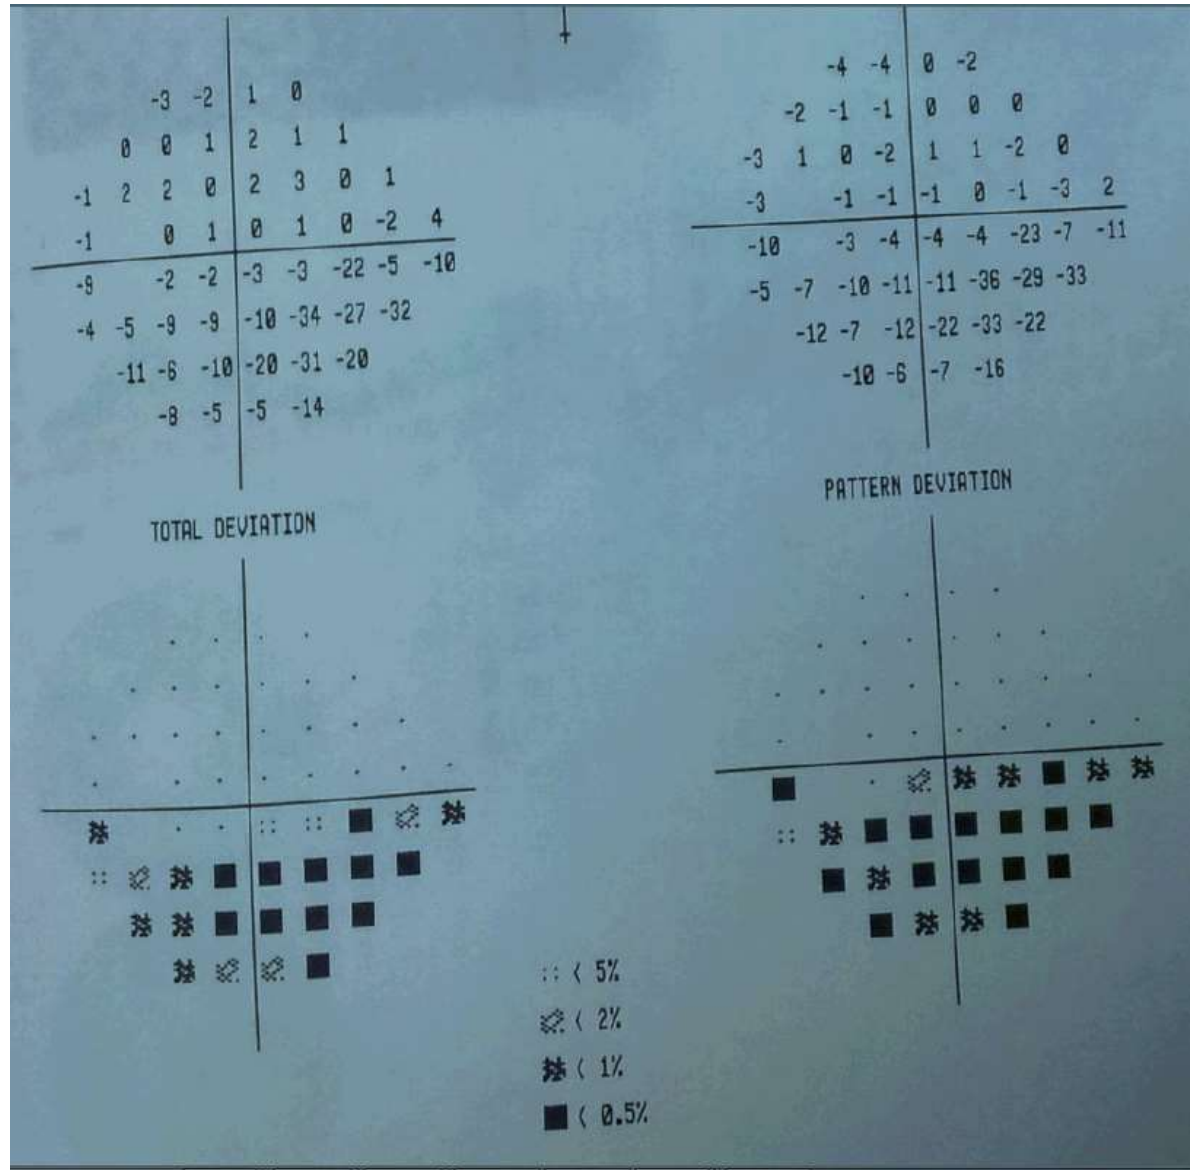 -3 -2 1 0
0 0 1 2 1 1
-1 2 2 0 2 3 0 1
-1 0 1 0 1 0 -2 4
-9 -2 -2 -3 -3 -22 -5 -10
-4 -5 -9 -9 -10 -34 -27 -32
-11 -6 -10 -20 -31 -20
-8 -5 -5 -14
TOTAL DEVIATION
-4 -4 0 -2
-2 -1 -1 0 0 0
-3 1 0 -2 1 1 -2 0
-3 -1 -1 -1 0 -1 -3 2
-10 -3 -4 -4 -4 -23 -7 -11
-5 -7 -10 -11 -11 -36 -29 -33
-12 -7 -12 -22 -33 -22
-10 -6 -7 -16
PATTERN DEVIATION
:: < 5%
< 2%
< 1%
■ < 0.5%